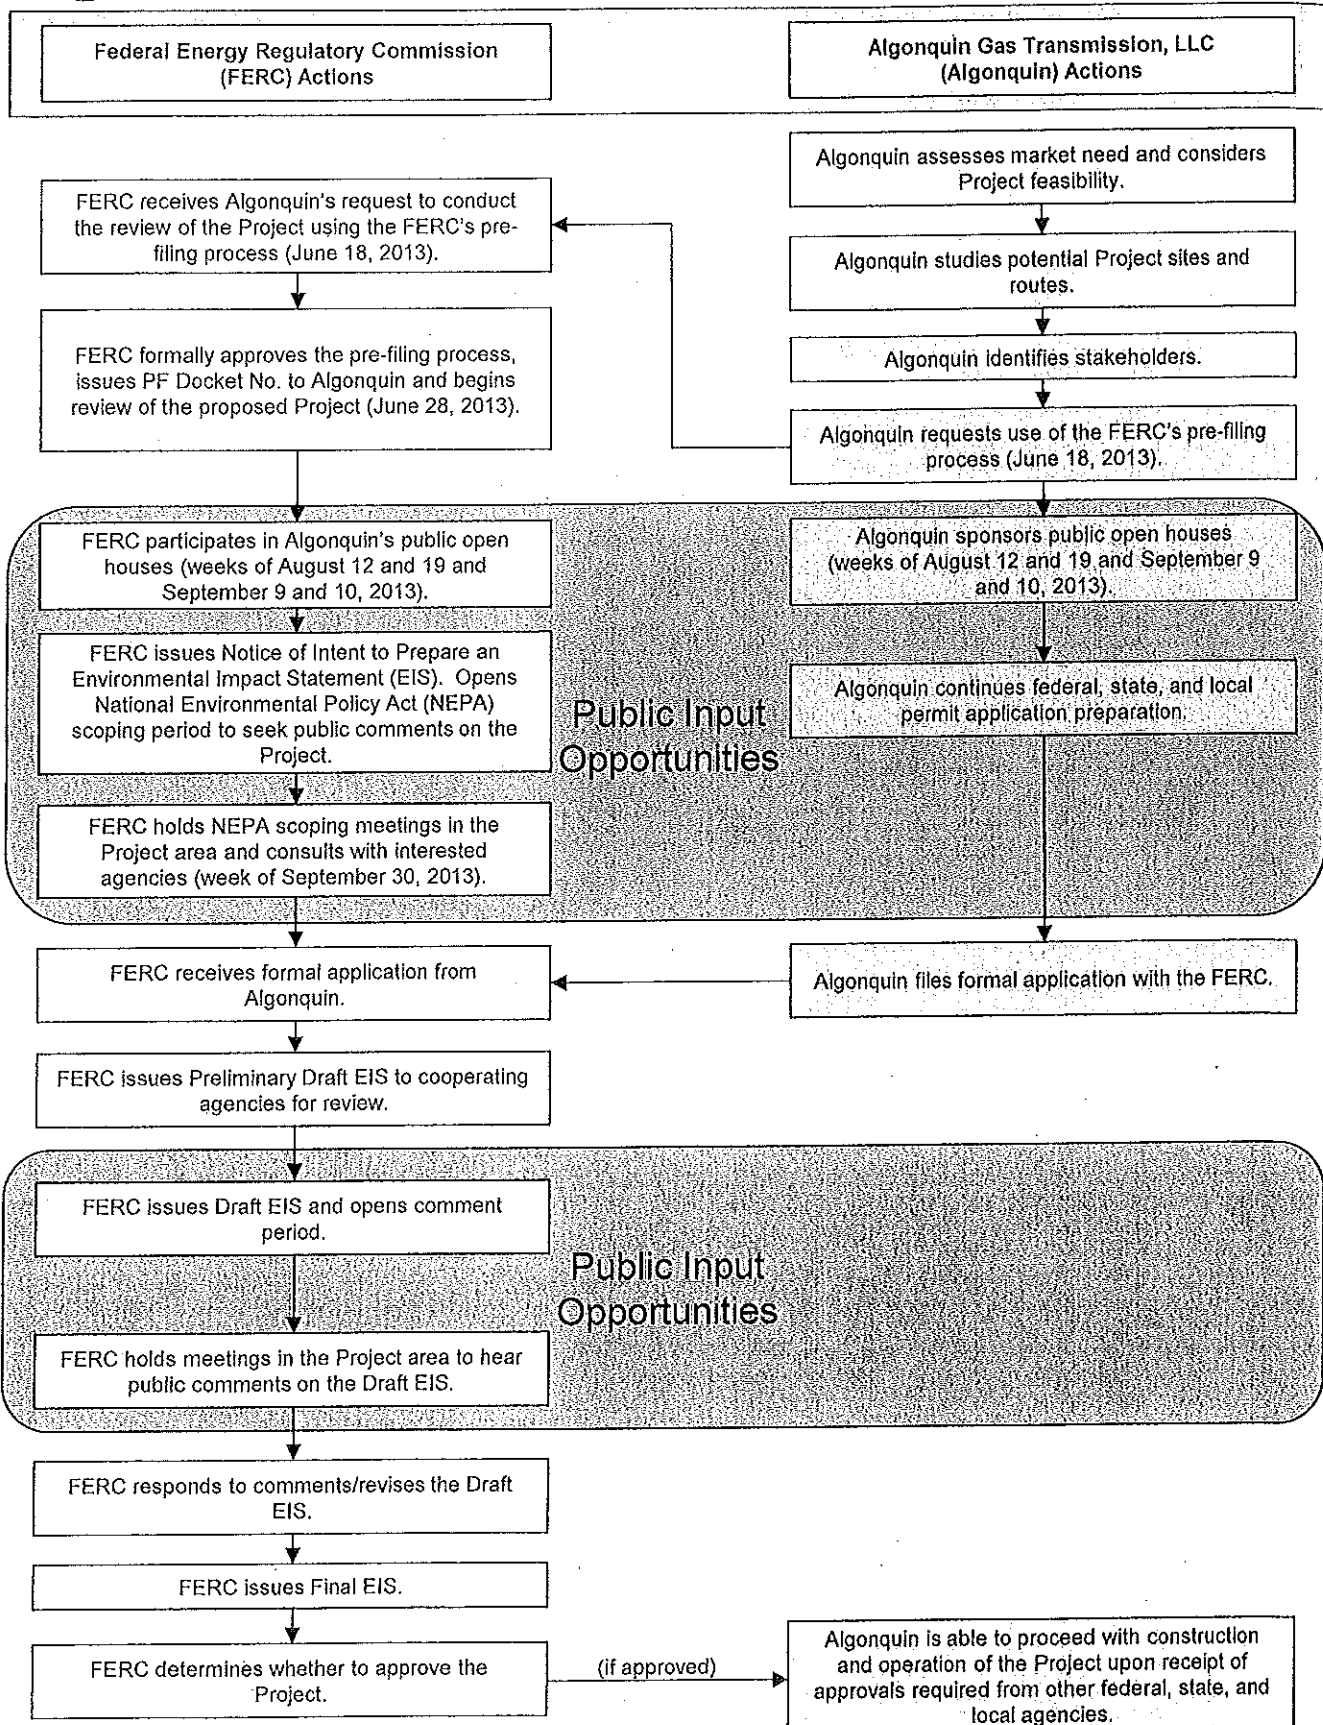 Federal Energy Regulatory Commission
(FERC) Actions
Algonquin Gas Transmission, LLC
(Algonquin) Actions
Algonquin assesses market need and considers
Project feasibility.
FERC receives Algonquin's request to conduct
the review of the Project using the FERC's pre-
filing process (June 18, 2013).
Algonquin studies potential Project sites and
routes.
FERC formally approves the pre-filing process,
issues PF Docket No. to Algonquin and begins
review of the proposed Project (June 28, 2013).
Algonquin identifies stakeholders.
Algonquin requests use of the FERC's pre-filing
process (June 18, 2013).
FERC participates in Algonquin's public open
houses (weeks of August 12 and 19 and
September 9 and 10, 2013).
Algonquin sponsors public open houses
(weeks of August 12 and 19 and September 9
and 10, 2013).
FERC issues Notice of Intent to Prepare an
Environmental Impact Statement (EIS). Opens
National Environmental Policy Act (NEPA)
scoping period to seek public comments on the
Project.
Public Input
Opportunities
Algonquin continues federal, state, and local
permit application preparation.
FERC holds NEPA scoping meetings in the
Project area and consults with interested
agencies (week of September 30, 2013).
FERC receives formal application from
Algonquin.
Algonquin files formal application with the FERC.
FERC issues Preliminary Draft EIS to cooperating
agencies for review.
FERC issues Draft EIS and opens comment
period.
Public Input
Opportunities
FERC holds meetings in the Project area to hear
public comments on the Draft EIS.
FERC responds to comments/revises the Draft
EIS.
FERC issues Final EIS.
FERC determines whether to approve the
Project.
(if approved)
Algonquin is able to proceed with construction
and operation of the Project upon receipt of
approvals required from other federal, state, and
local agencies.